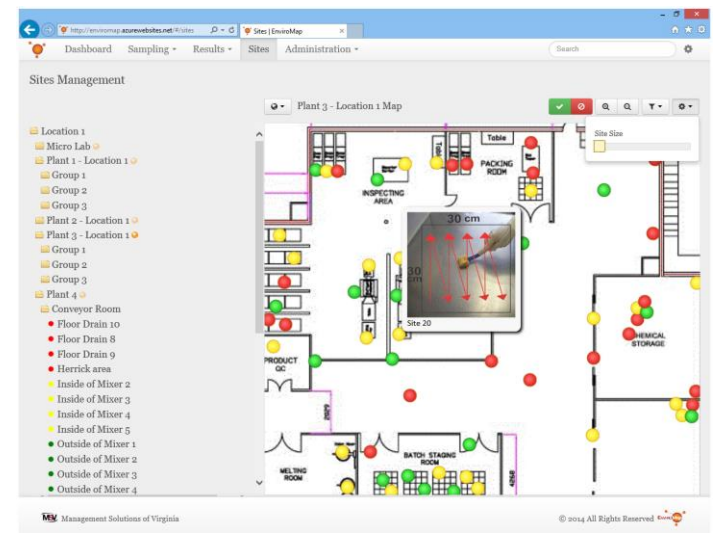 http://enviromap.azurewebsites.net/#/sites
Sites | EnviroMap
Dashboard Sampling Results Sites Administration Search
Sites Management
Plant 3 - Location 1 Map
Site Size
Location 1
Micro Lab
Plant 1 - Location 1
Group 1
Group 2
Group 3
Plant 2 - Location 1
Plant 3 - Location 1
Group 1
Group 2
Group 3
Plant 4
Conveyor Room
Floor Drain 10
Floor Drain 8
Floor Drain 9
Herrick area
Inside of Mixer 2
Inside of Mixer 3
Inside of Mixer 4
Inside of Mixer 5
Outside of Mixer 1
Outside of Mixer 2
Outside of Mixer 3
Outside of Mixer 4
Table
Table
PACKING
ROOM
INSPECTING
AREA
30 cm
30
cm
Site 20
CHEMICAL
STORAGE
PRODUCT
QC
2029
MELTING
ROOM
BATCH STAGING
ROOM
4268
Management Solutions of Virginia
© 2014 All Rights Reserved